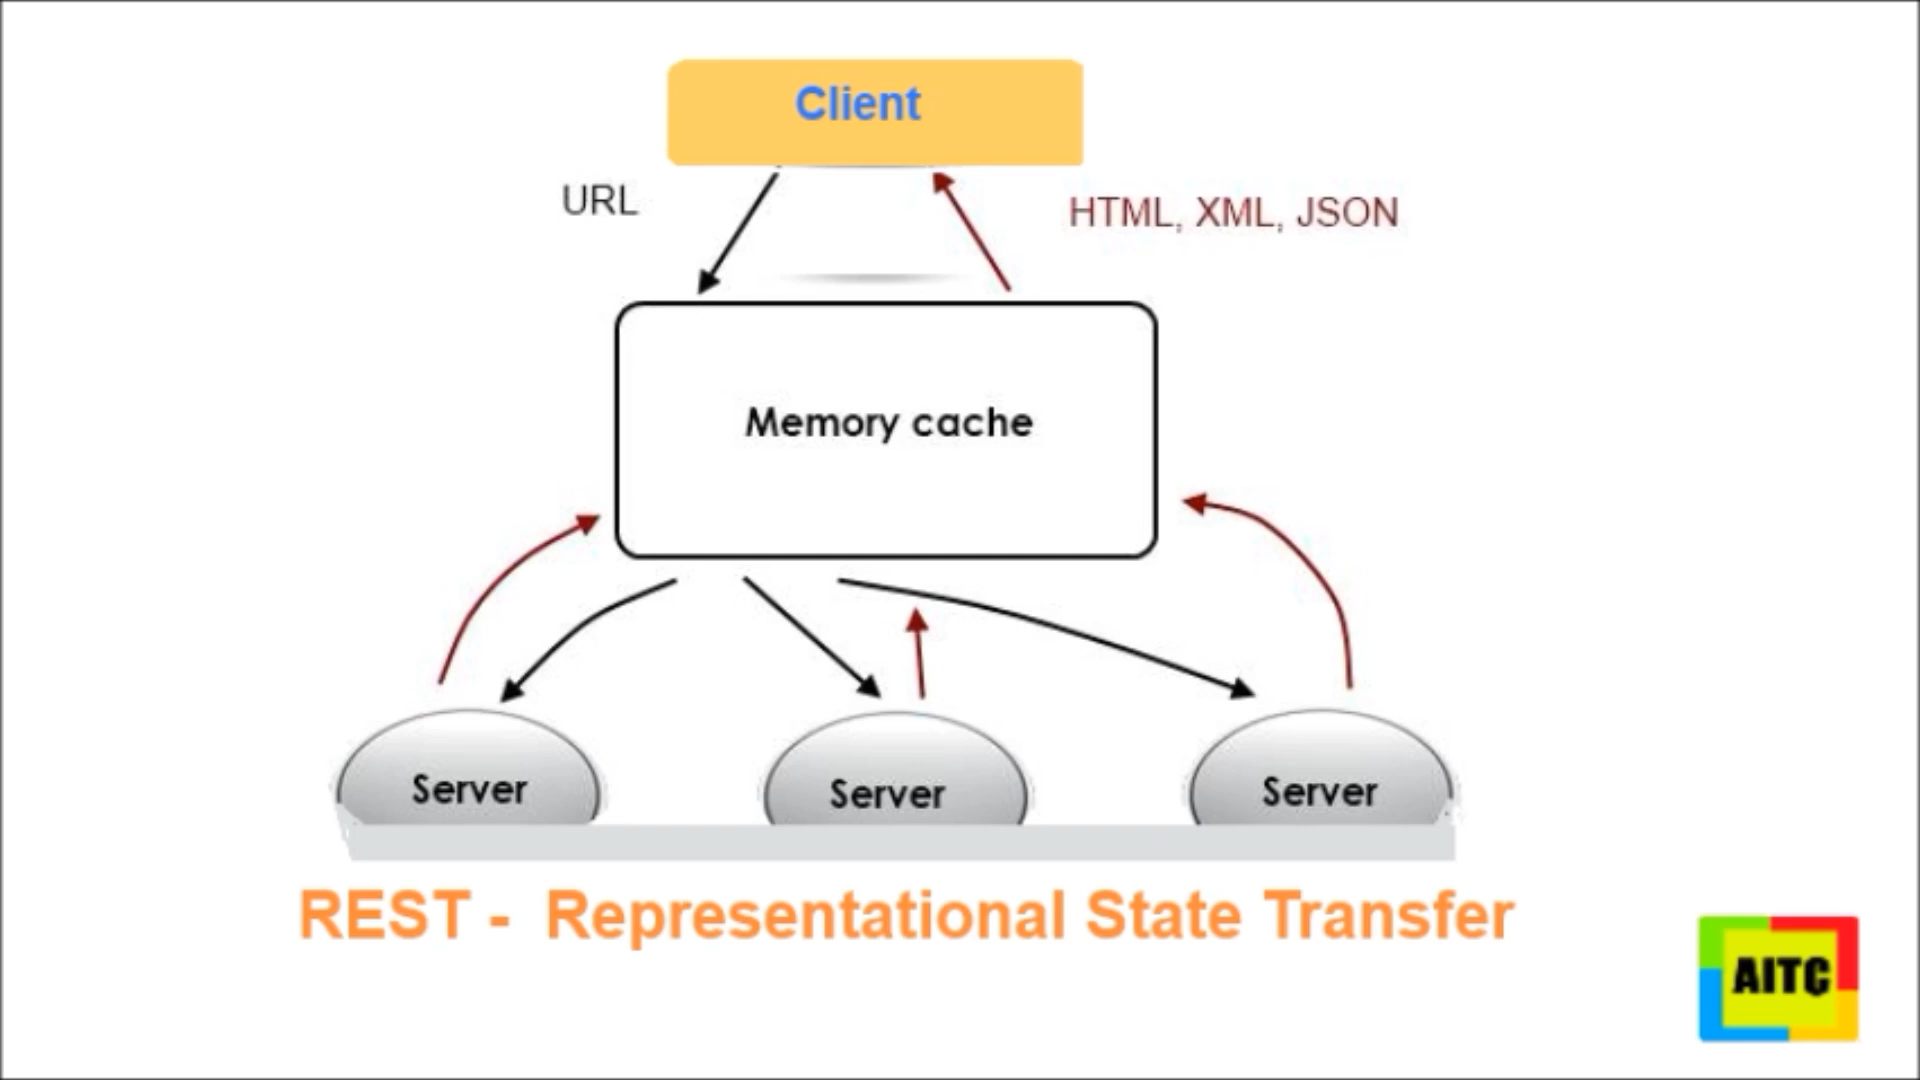 Client
URL
HTML, XML, JSON
Memory cache
Server
Server
Server
REST - Representational State Transfer
AITC